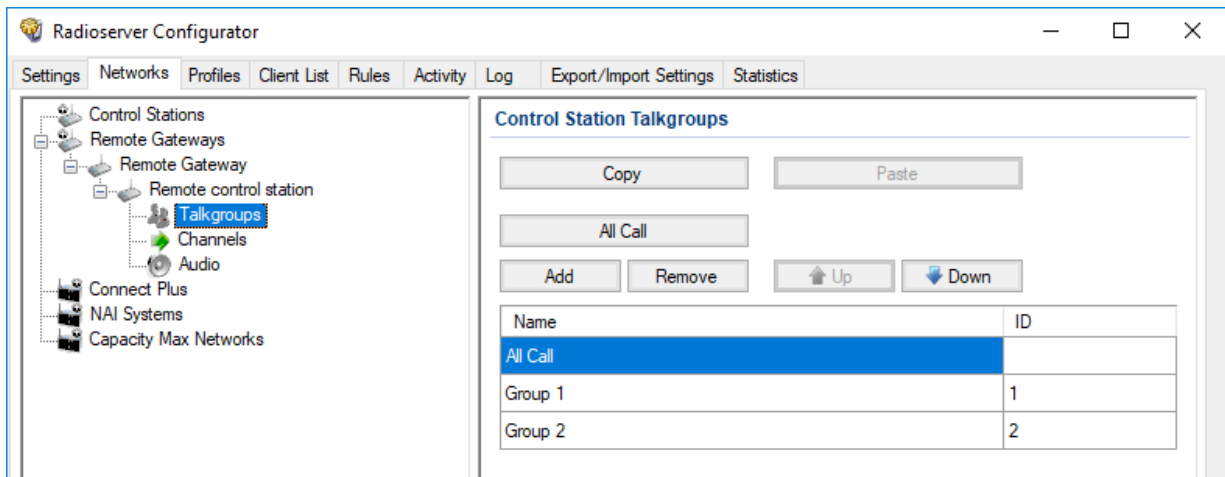 Radioserver Configurator
Settings Networks Profiles Client List Rules Activity Log Export/Import Settings Statistics
Control Stations
Remote Gateways
Remote Gateway
Remote control station
Talkgroups
Channels
Audio
Connect Plus
NAI Systems
Capacity Max Networks
Control Station Talkgroups
Copy Paste
All Call
Add Remove Up Down
Name ID
All Call
Group 1 1
Group 2 2